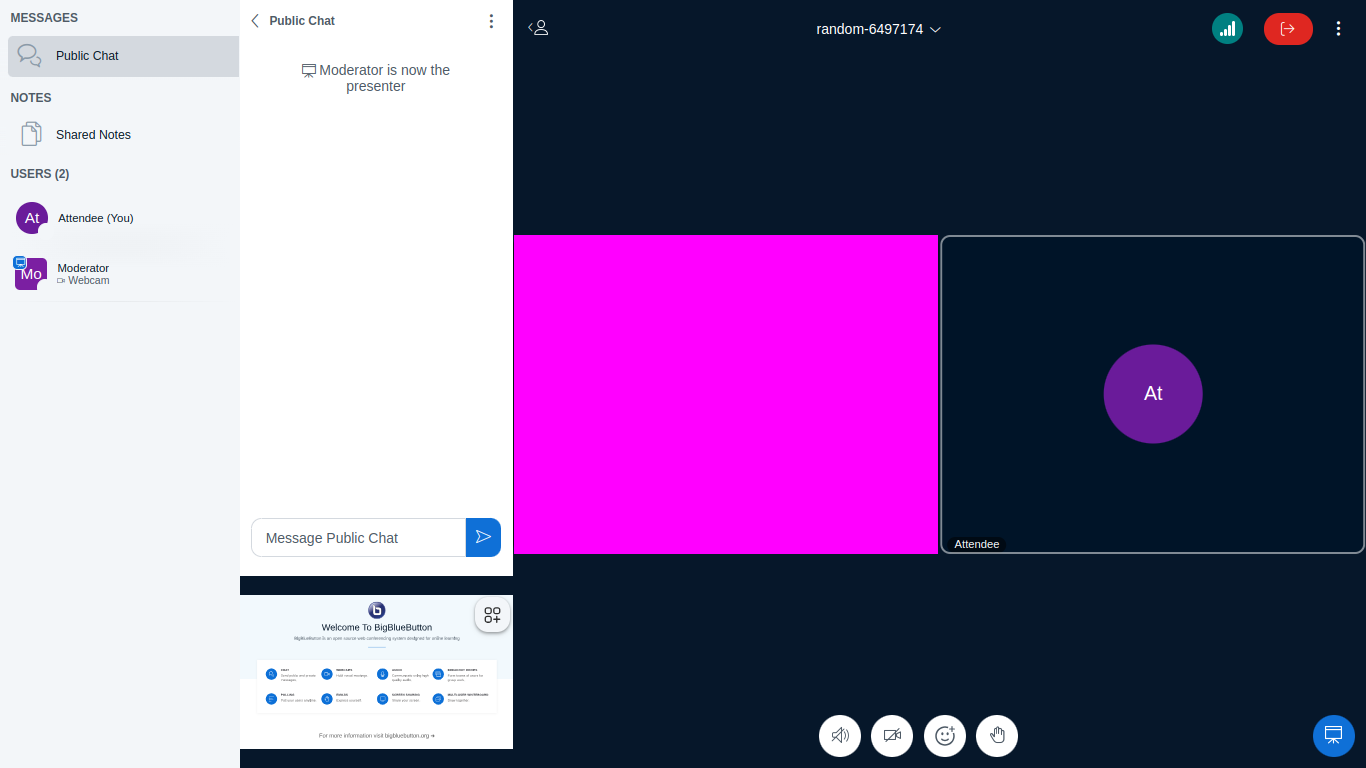 MESSAGES
Public Chat
NOTES
Shared Notes
USERS (2)
At
Attendee (You)
Mo
Moderator
Webcam
Public Chat
Moderator is now the
presenter
Message Public Chat
Welcome To BigBlueButton
BigBlueButton is an open source web conferencing system designed for online learning
For more information visit bigbluebutton.org
random-6497174
At
Attendee